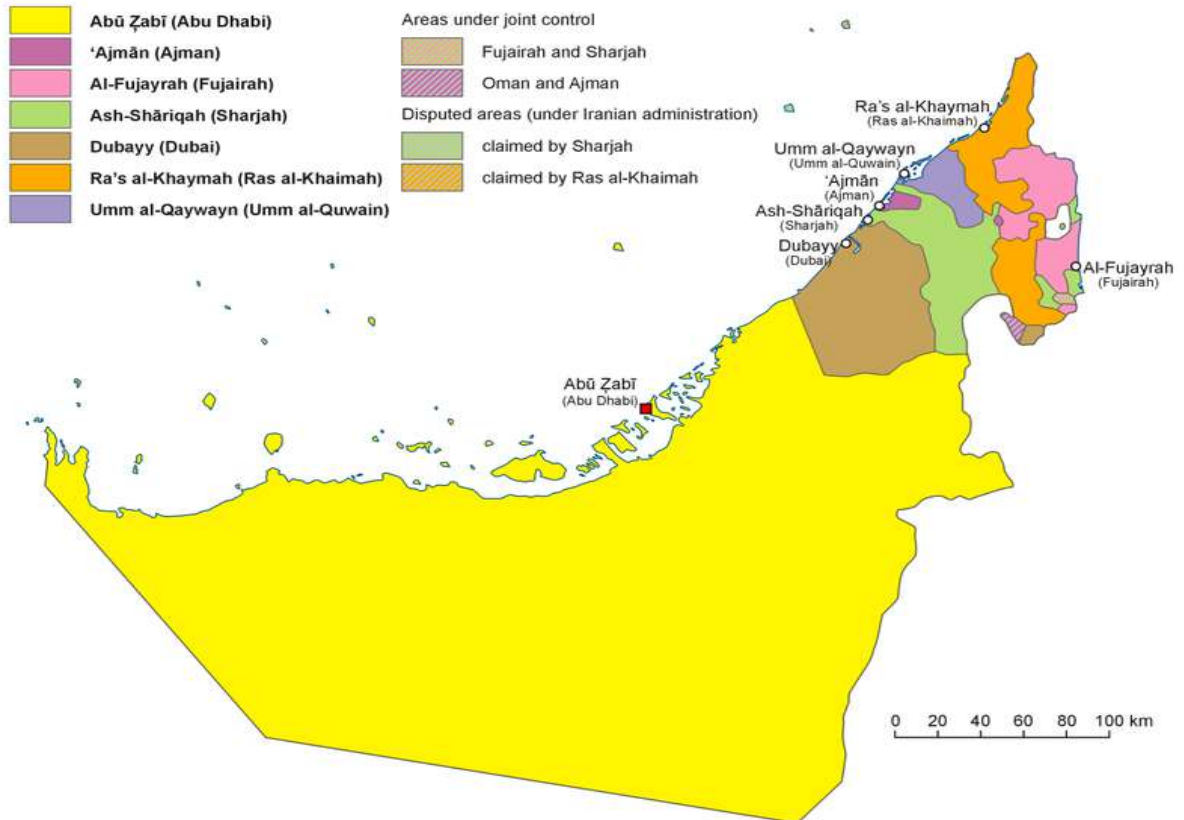 Abū Z̧abī (Abu Dhabi)
‘Ajmān (Ajman)
Al-Fujayrah (Fujairah)
Ash-Shāriqah (Sharjah)
Dubayy (Dubai)
Ra's al-Khaymah (Ras al-Khaimah)
Umm al-Qaywayn (Umm al-Quwain)
Areas under joint control
Fujairah and Sharjah
Oman and Ajman
Disputed areas (under Iranian administration)
claimed by Sharjah
claimed by Ras al-Khaimah
Ra's al-Khaymah
(Ras al-Khaimah)
Umm al-Qaywayn
(Umm al-Quwain)
‘Ajmān
(Ajman)
Ash-Shāriqah
(Sharjah)
Dubayy
(Dubai)
Al-Fujayrah
(Fujairah)
Abū Z̧abī
(Abu Dhabi)
0 20 40 60 80 100 km